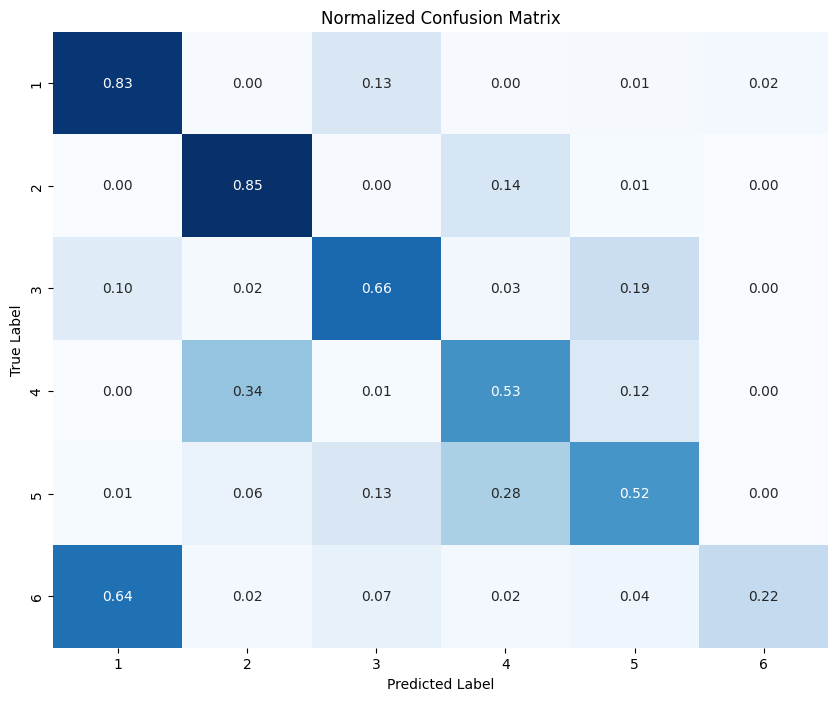 Normalized Confusion Matrix
1 0.83 0.00 0.13 0.00 0.01 0.02
2 0.00 0.85 0.00 0.14 0.01 0.00
3 0.10 0.02 0.66 0.03 0.19 0.00
4 0.00 0.34 0.01 0.53 0.12 0.00
5 0.01 0.06 0.13 0.28 0.52 0.00
6 0.64 0.02 0.07 0.02 0.04 0.22
True Label
1 2 3 4 5 6
Predicted Label